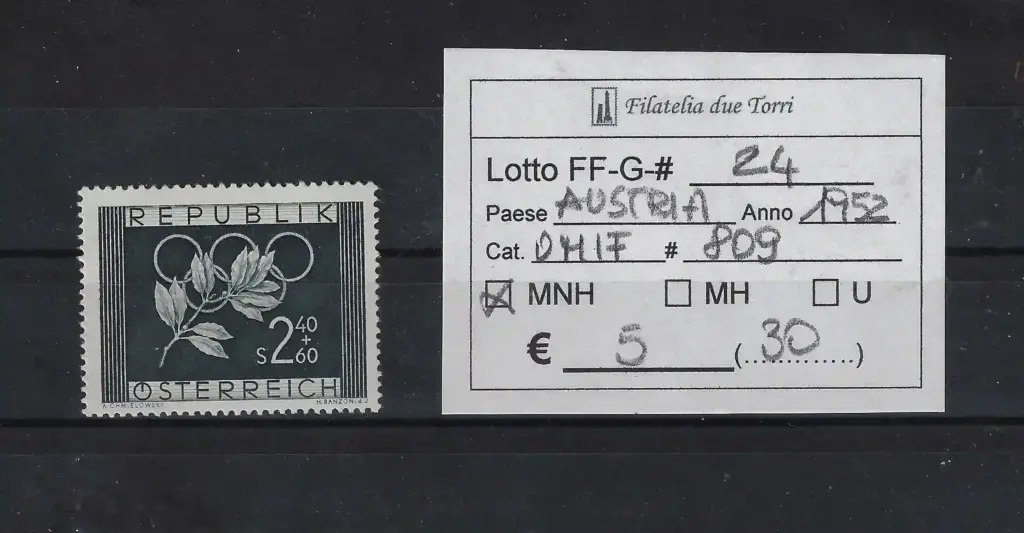 REPUBLIK
S 2 40 + 60
ÖSTERREICH
A.CHMIELOWSKI
Filatelia due Torri
Lotto FF-G-# 24
Paese AUSTRIA Anno 1952
Cat. # 809
MNH MH U
€ 5 (30)